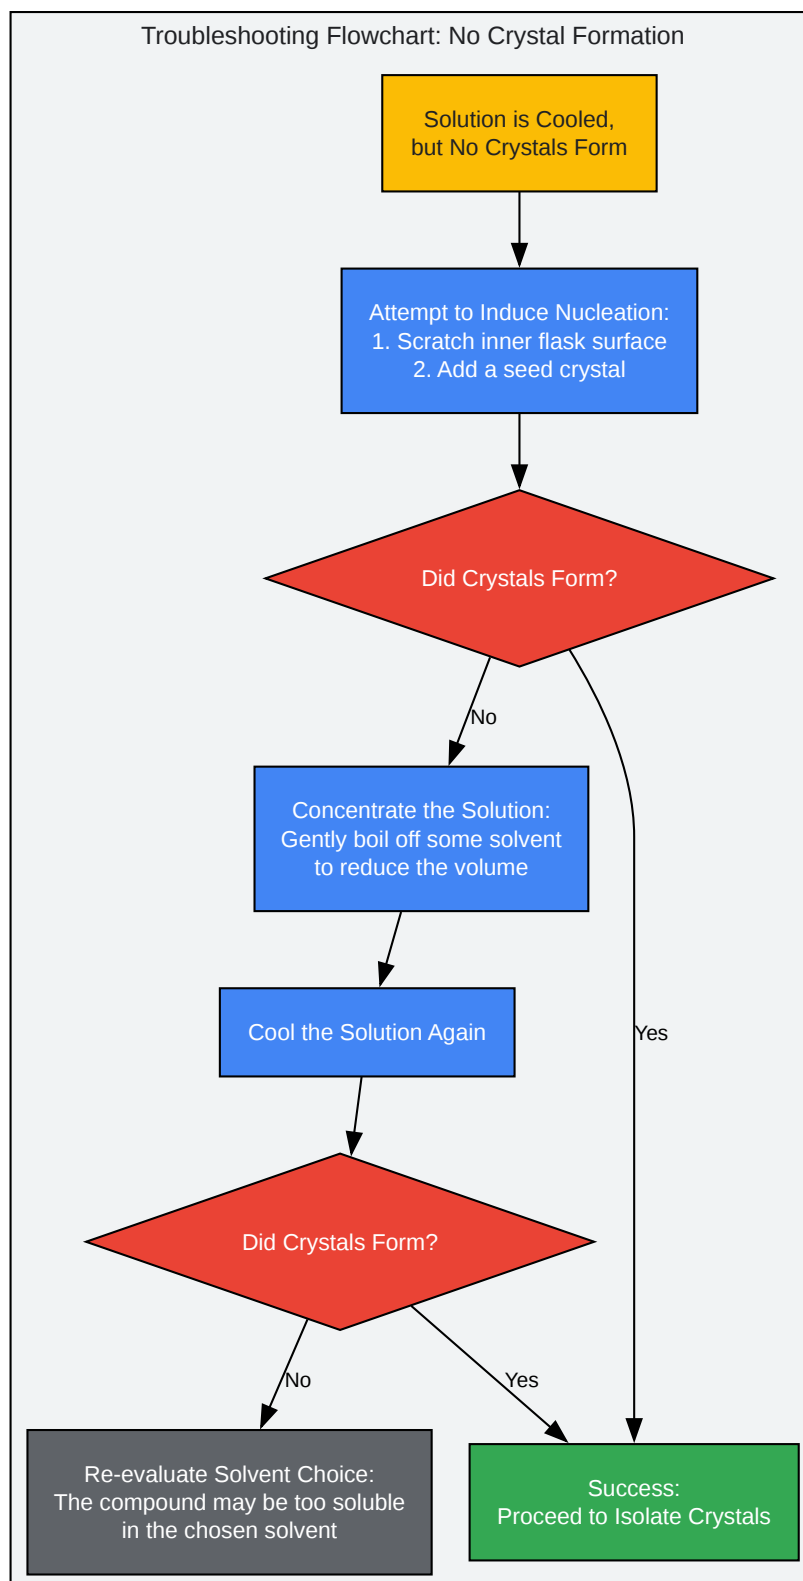 Troubleshooting Flowchart: No Crystal Formation
Solution is Cooled,
but No Crystals Form
Attempt to Induce Nucleation:
1. Scratch inner flask surface
2. Add a seed crystal
Did Crystals Form?
No
Concentrate the Solution:
Gently boil off some solvent
to reduce the volume
Cool the Solution Again
Yes
Did Crystals Form?
No
Yes
Re-evaluate Solvent Choice:
The compound may be too soluble
in the chosen solvent
Success:
Proceed to Isolate Crystals